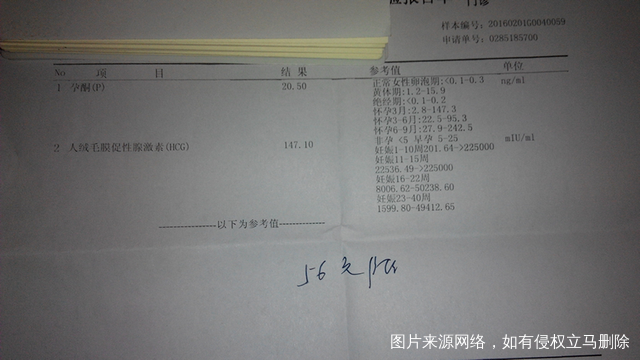 样本编号: 20160201G0040059
申请单号: 0285185700
No 项 目 结 果 参考值 单位
1 孕酮(P) 20.50 正常女性卵泡期:<0.1-0.3 ng/ml
黄体期:1.2-15.9
绝经期:<0.1-0.2
怀孕3月:2.8-147.3
怀孕3-6月:22.5-95.3
怀孕6-9月:27.9-242.5
2 人绒毛膜促性腺激素(HCG) 147.10 非孕 <5 早孕 5-25 mIU/ml
妊娠1-10周201.64->225000
妊娠11-15周
22536.49->225000
妊娠16-22周
8006.62-50238.60
妊娠23-40周
1599.80-49412.65
----------------以下为参考值-------------
56元
图片来源网络，如有侵权立马删除